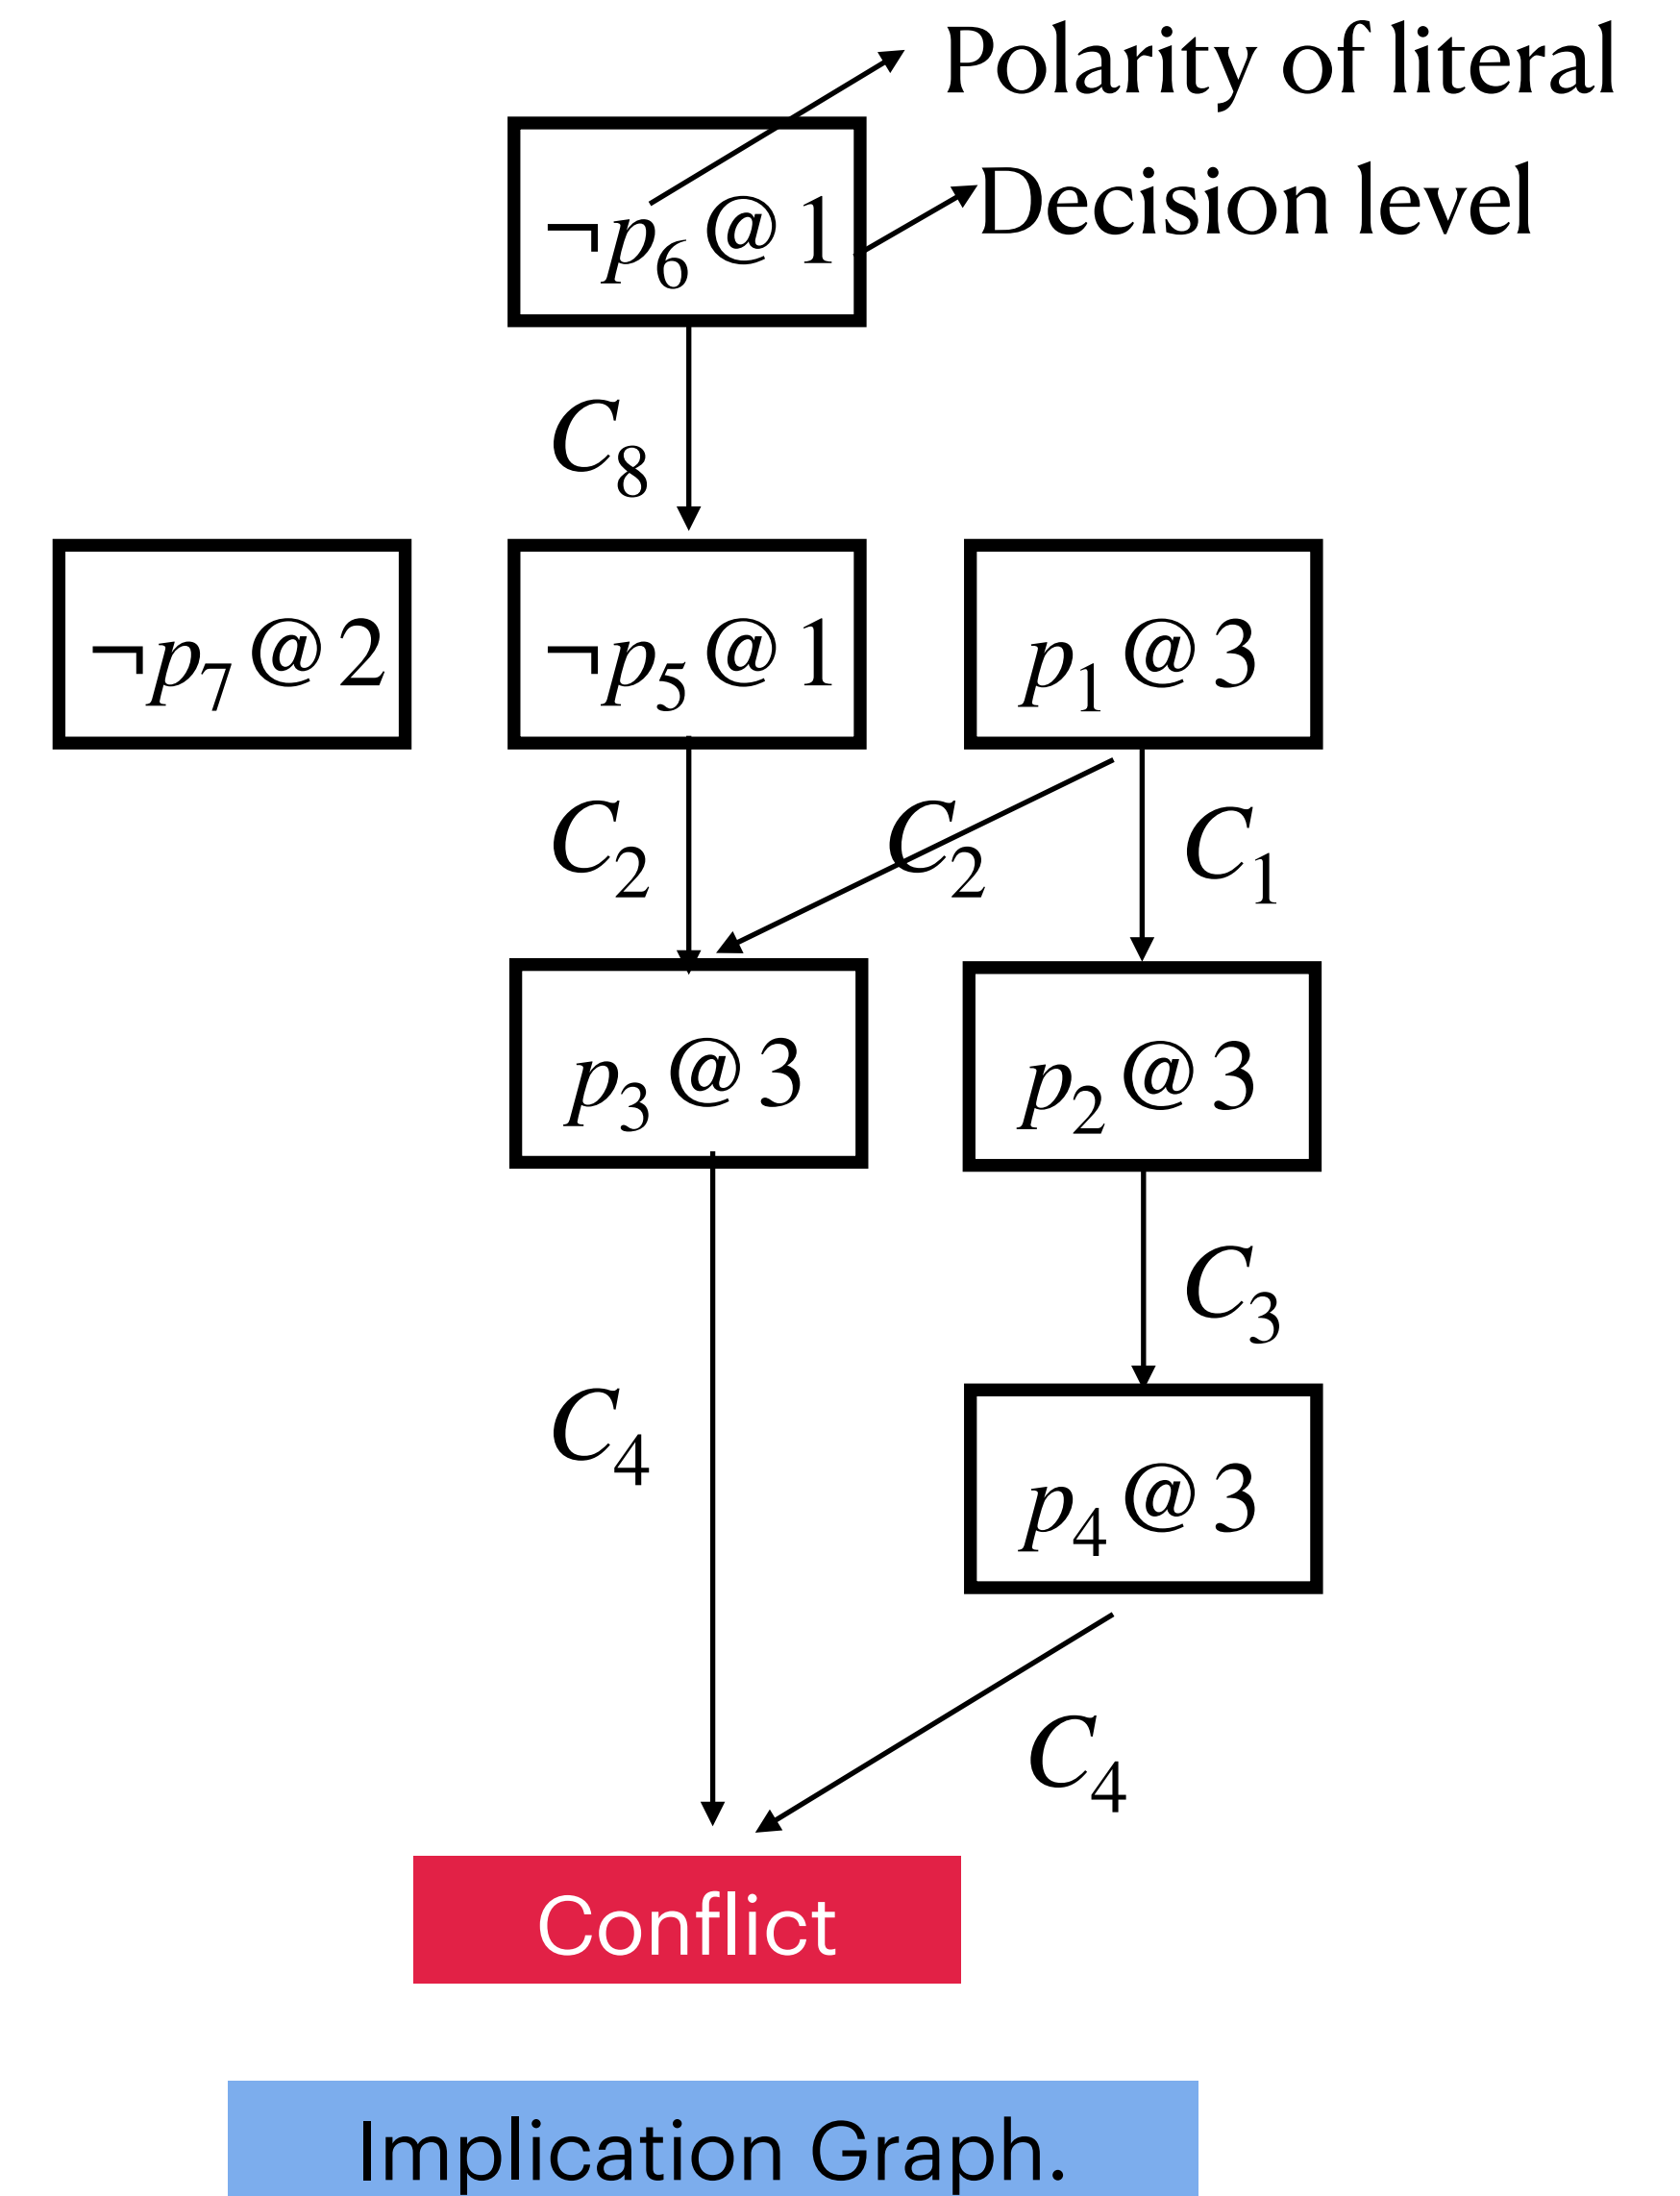 Polarity of literal
¬p₆@1
Decision level
C₈
¬p₇@2
¬p₅@1
p₁@3
C₂
C₂
C₁
p₃@3
p₂@3
C₃
C₄
p₄@3
C₄
Conflict
Implication Graph.